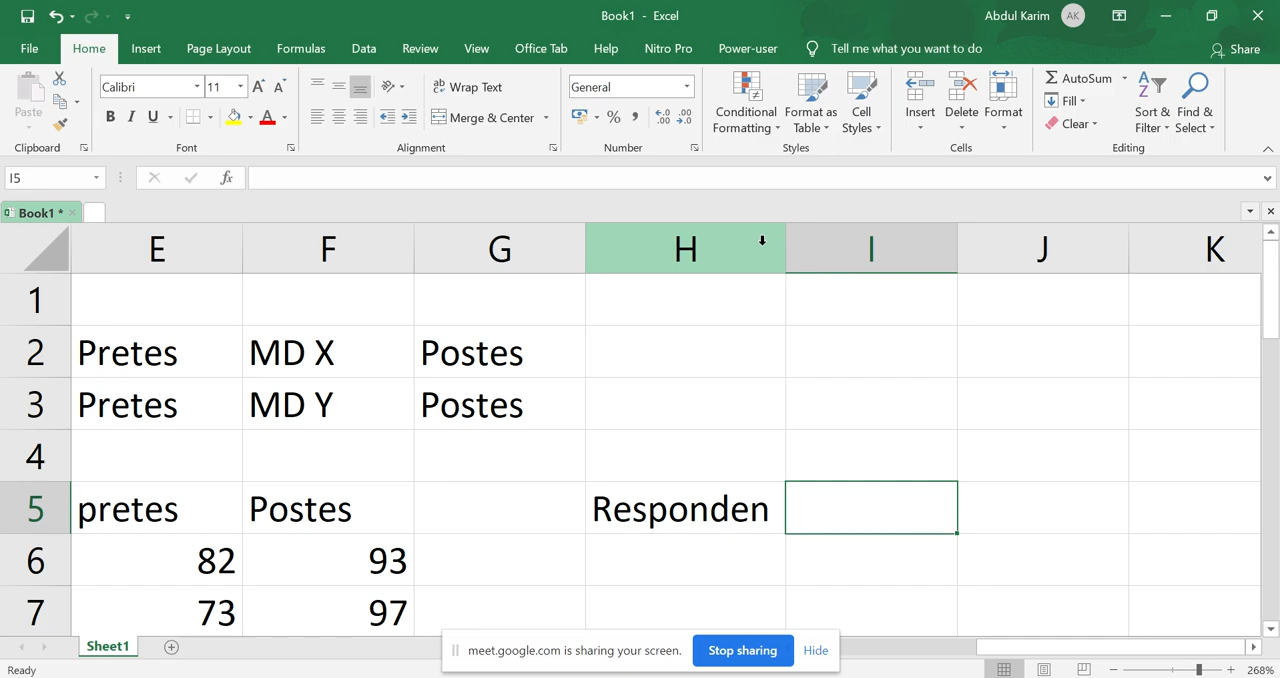 Book1 - Excel
Abdul Karim
AK
File Home Insert Page Layout Formulas Data Review View Office Tab Help Nitro Pro Power-user Tell me what you want to do Share
Paste
Clipboard
Calibri 11
B I U
Font
Wrap Text
Merge & Center
Alignment
General
Number
Conditional Formatting
Format as Table
Cell Styles
Styles
Insert Delete Format
Cells
AutoSum
Fill
Clear
Sort & Filter
Find & Select
Editing
I5 fx
Book1 *
E F G H I J K
1
2 Pretes MD X Postes
3 Pretes MD Y Postes
4
5 pretes Postes Responden
6 82 93
7 73 97
Sheet1
meet.google.com is sharing your screen. Stop sharing Hide
Ready
268%